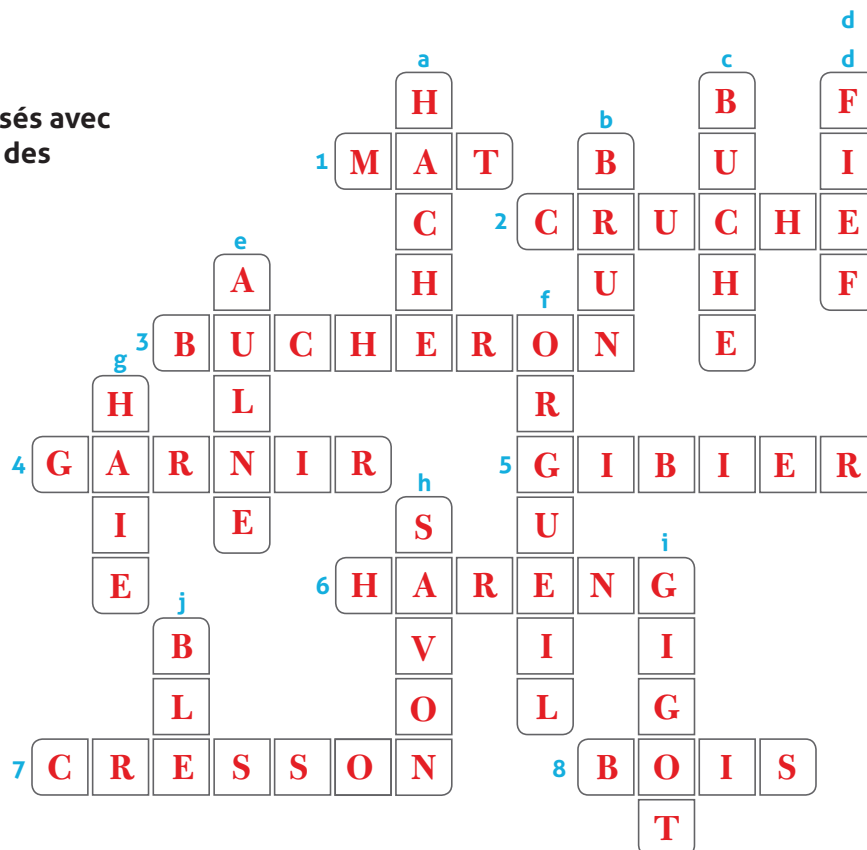 d
a c d
H B F
sés avec
b
des
1 M A T B U I
C 2 C R U C H E
e
A H U H F
f
3 B U C H E R O N E
g
H L R
4 G A R N I R 5 G I B I E R
h
I E S U
i
E 6 H A R E N G
j
B V I I
L O L G
7 C R E S S O N 8 B O I S
T